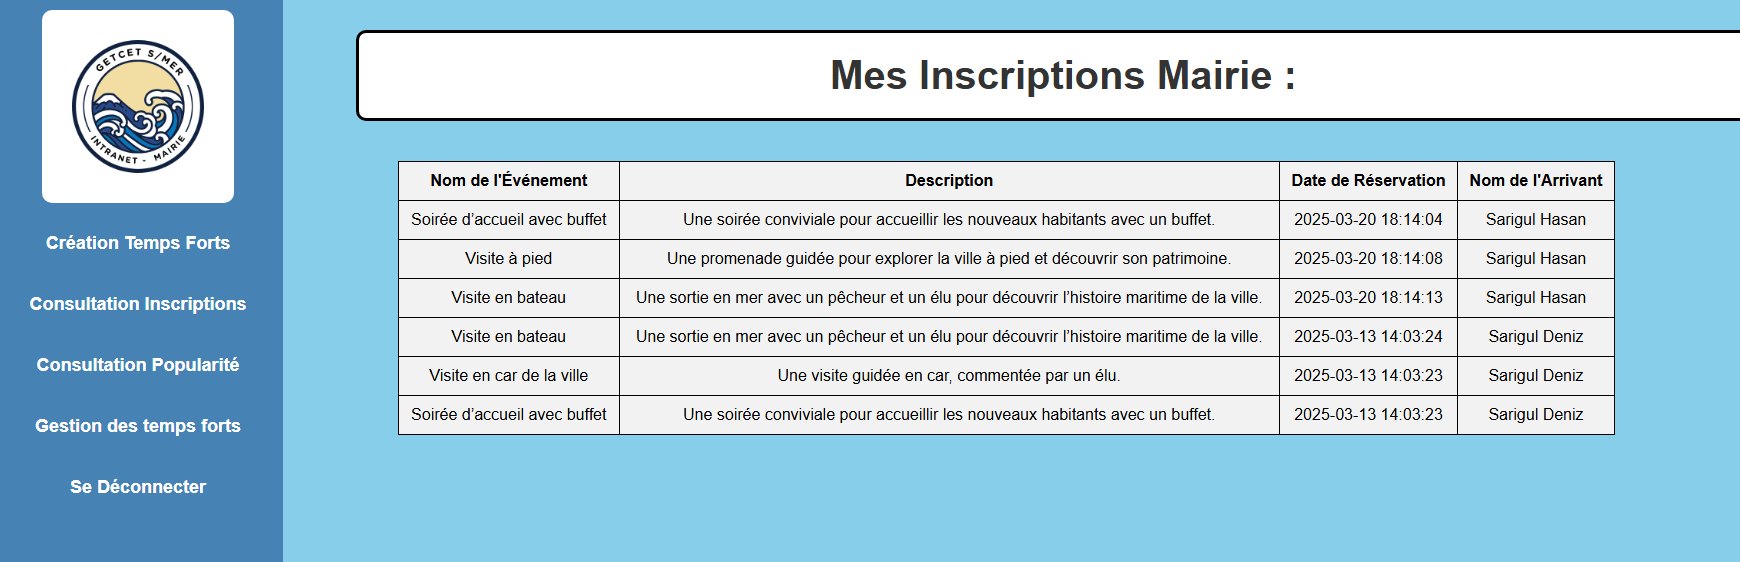 GETCET S/MER
INTRANET - MAIRIE
Création Temps Forts
Consultation Inscriptions
Consultation Popularité
Gestion des temps forts
Se Déconnecter
Mes Inscriptions Mairie :
Nom de l'Événement Description Date de Réservation Nom de l'Arrivant
Soirée d’accueil avec buffet Une soirée conviviale pour accueillir les nouveaux habitants avec un buffet. 2025-03-20 18:14:04 Sarigul Hasan
Visite à pied Une promenade guidée pour explorer la ville à pied et découvrir son patrimoine. 2025-03-20 18:14:08 Sarigul Hasan
Visite en bateau Une sortie en mer avec un pêcheur et un élu pour découvrir l’histoire maritime de la ville. 2025-03-20 18:14:13 Sarigul Hasan
Visite en bateau Une sortie en mer avec un pêcheur et un élu pour découvrir l’histoire maritime de la ville. 2025-03-13 14:03:24 Sarigul Deniz
Visite en car de la ville Une visite guidée en car, commentée par un élu. 2025-03-13 14:03:23 Sarigul Deniz
Soirée d’accueil avec buffet Une soirée conviviale pour accueillir les nouveaux habitants avec un buffet. 2025-03-13 14:03:23 Sarigul Deniz